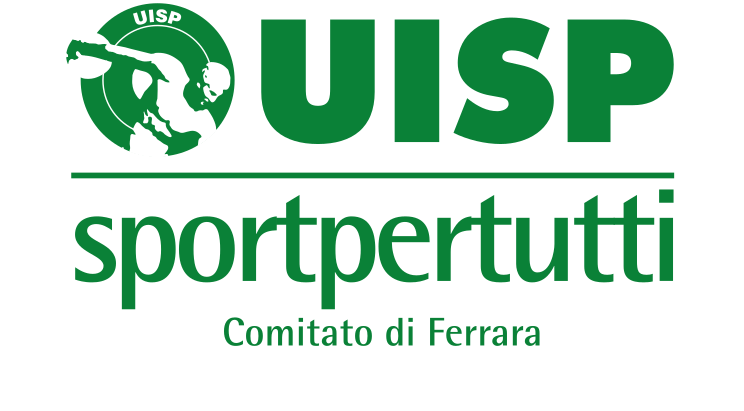 UISP
UISP
sportpertutti
Comitato di Ferrara